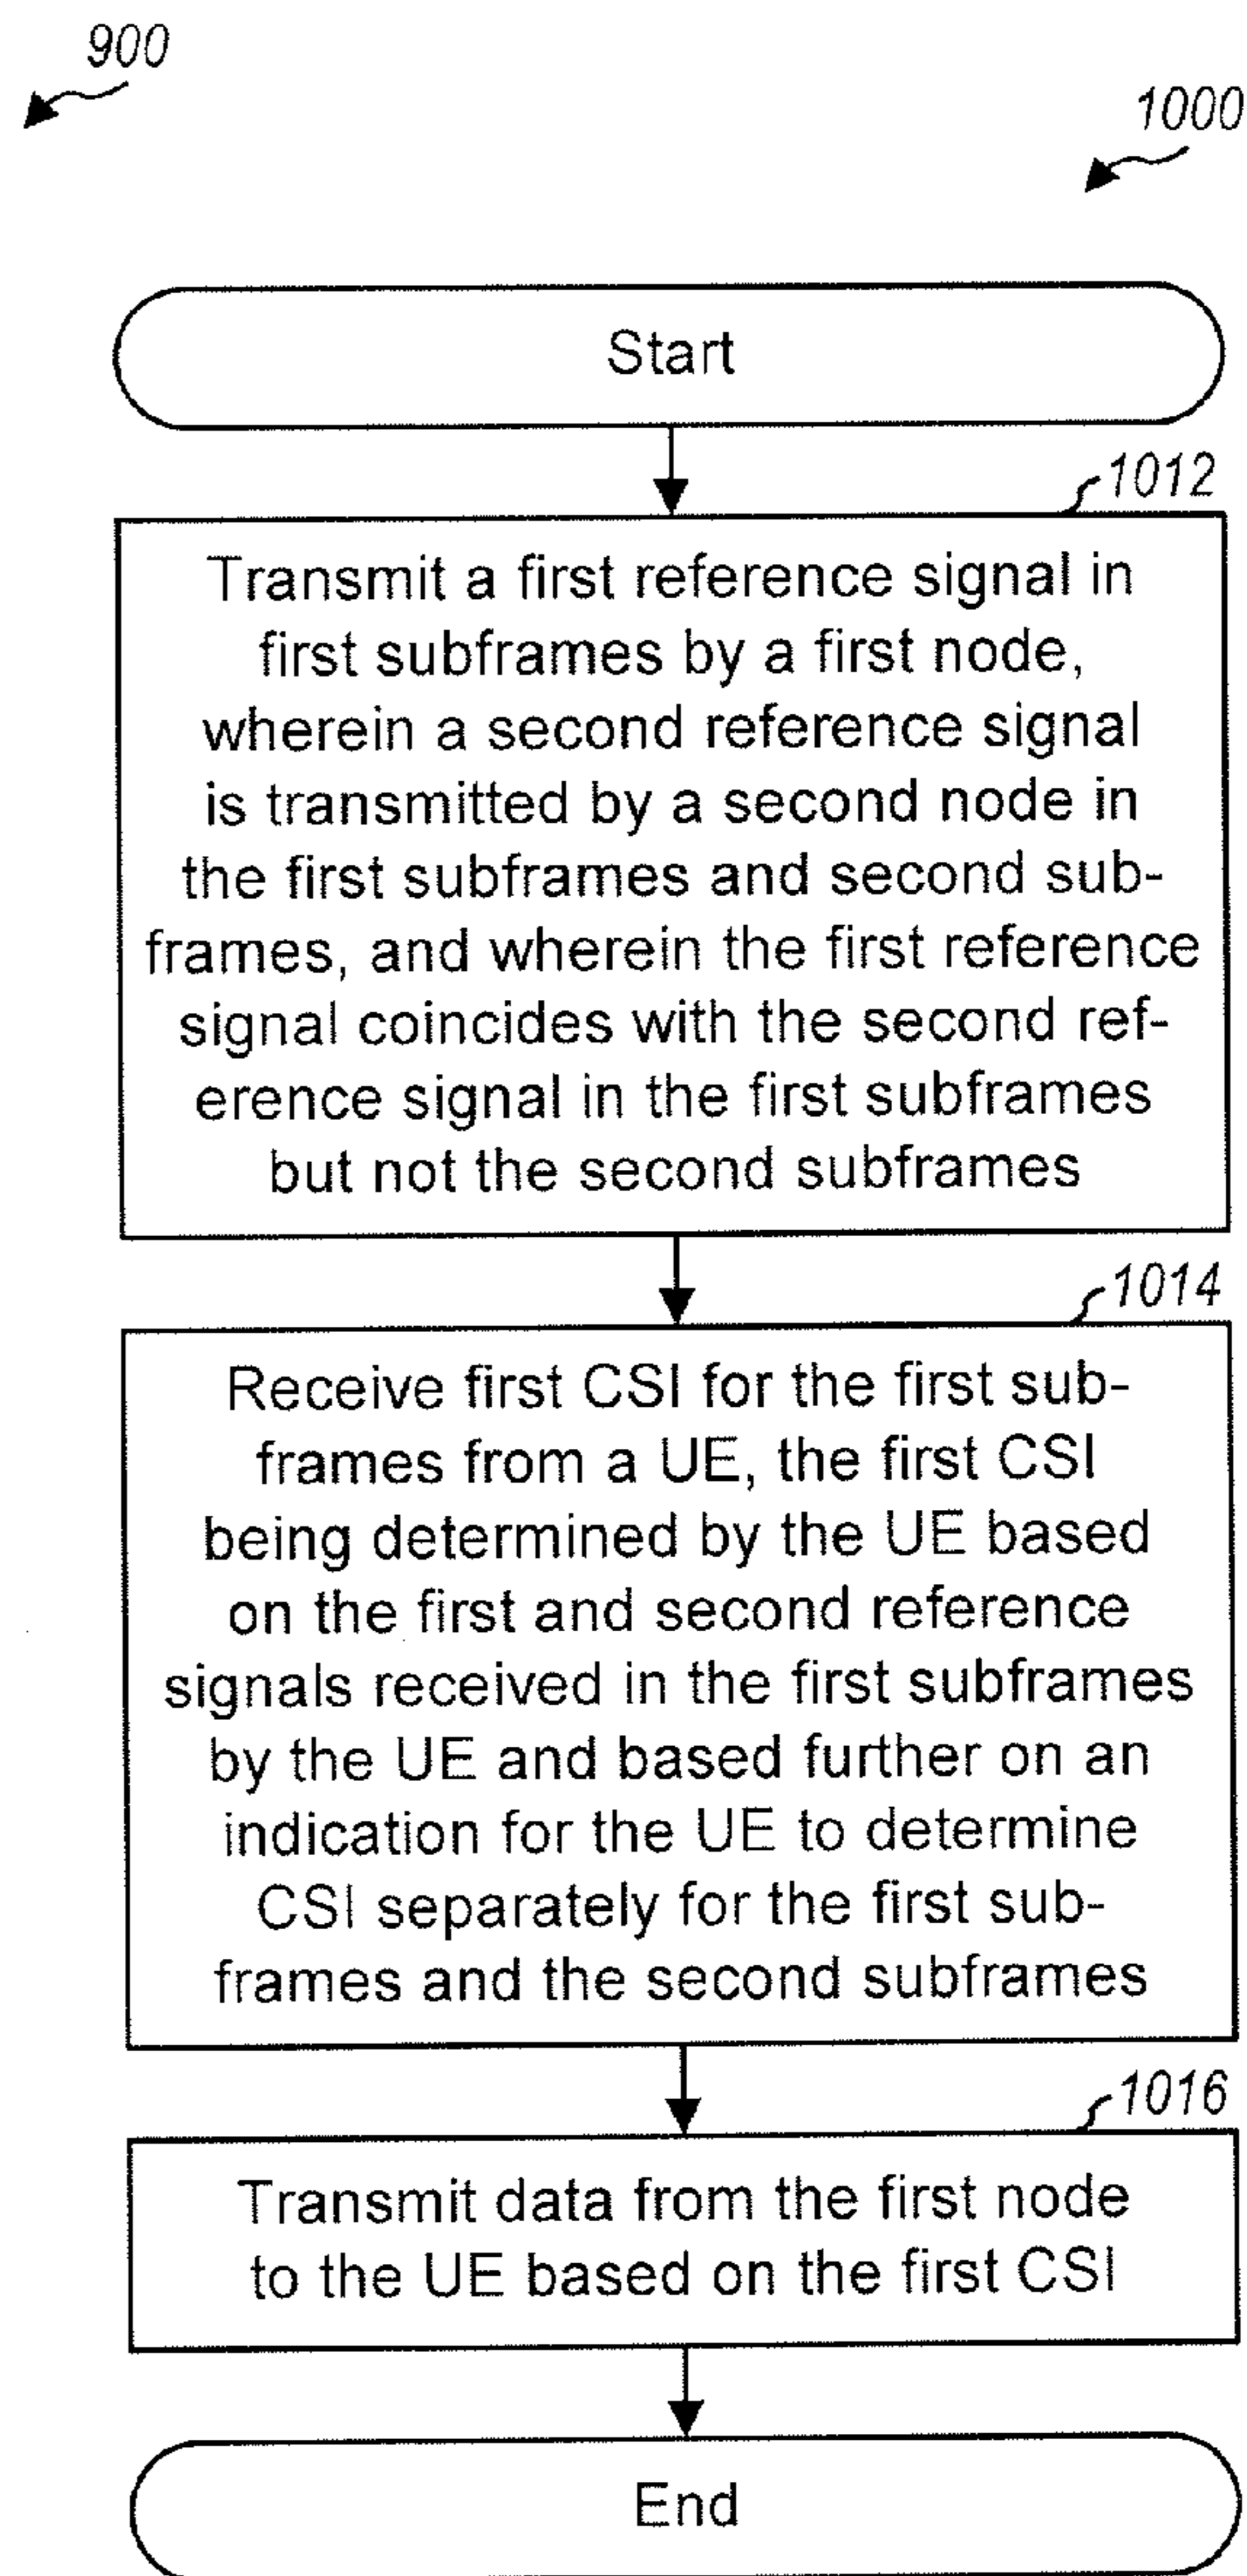 900
1000
Start
1012
Transmit a first reference signal in
first subframes by a first node,
wherein a second reference signal
is transmitted by a second node in
the first subframes and second sub-
frames, and wherein the first reference
signal coincides with the second ref-
erence signal in the first subframes
but not the second subframes
1014
Receive first CSI for the first sub-
frames from a UE, the first CSI
being determined by the UE based
on the first and second reference
signals received in the first subframes
by the UE and based further on an
indication for the UE to determine
CSI separately for the first sub-
frames and the second subframes
1016
Transmit data from the first node
to the UE based on the first CSI
End